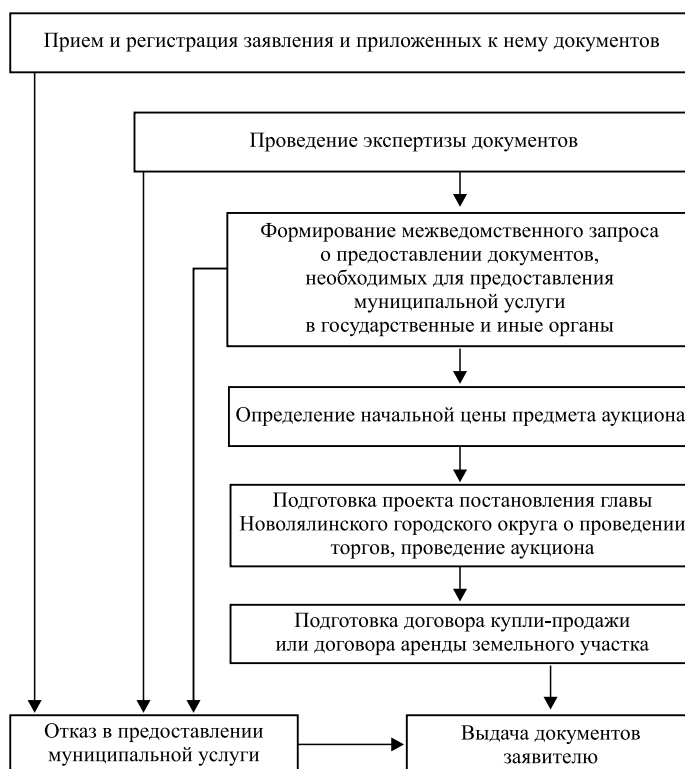 Прием и регистрация заявления и приложенных к нему документов
Проведение экспертизы документов
Формирование межведомственного запроса
о предоставлении документов,
необходимых для предоставления
муниципальной услуги
в государственные и иные органы
Определение начальной цены предмета аукциона
Подготовка проекта постановления главы
Новолялинского городского округа о проведении
торгов, проведение аукциона
Подготовка договора купли-продажи
или договора аренды земельного участка
Отказ в предоставлении
муниципальной услуги
Выдача документов
заявителю